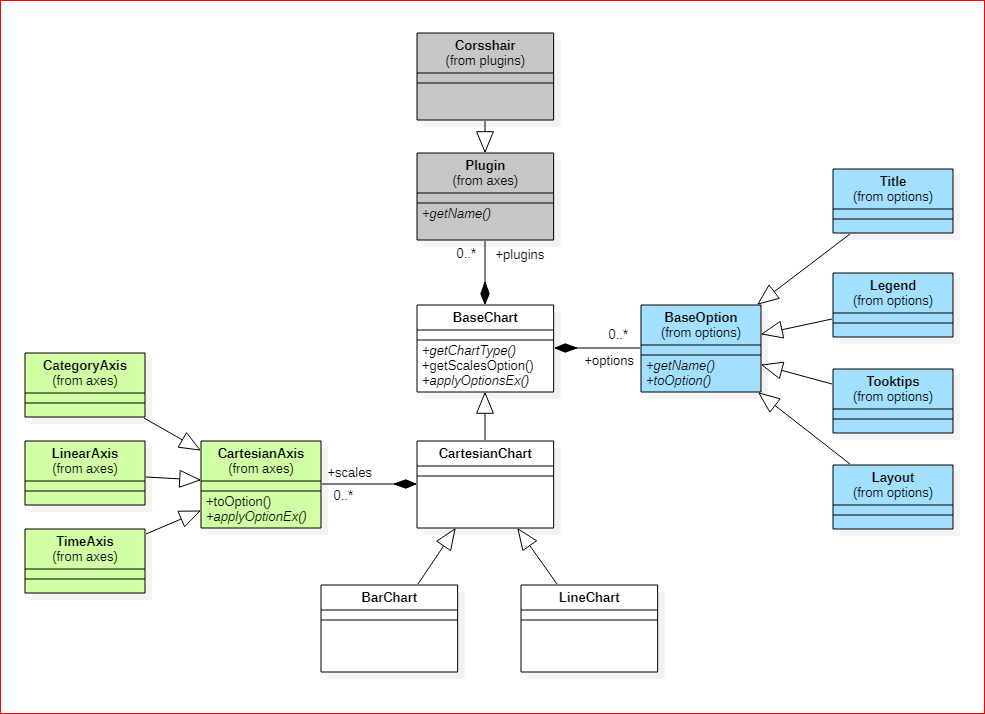 Corsshair
(from plugins)
Plugin
(from axes)
+getName()
0..*
+plugins
BaseChart
+getChartType()
+getScalesOption()
+applyOptionsEx()
0..*
+options
BaseOption
(from options)
+getName()
+toOption()
Title
(from options)
Legend
(from options)
Tooktips
(from options)
Layout
(from options)
CategoryAxis
(from axes)
LinearAxis
(from axes)
TimeAxis
(from axes)
CartesianAxis
(from axes)
+toOption()
+applyOptionEx()
+scales
0..*
CartesianChart
BarChart
LineChart